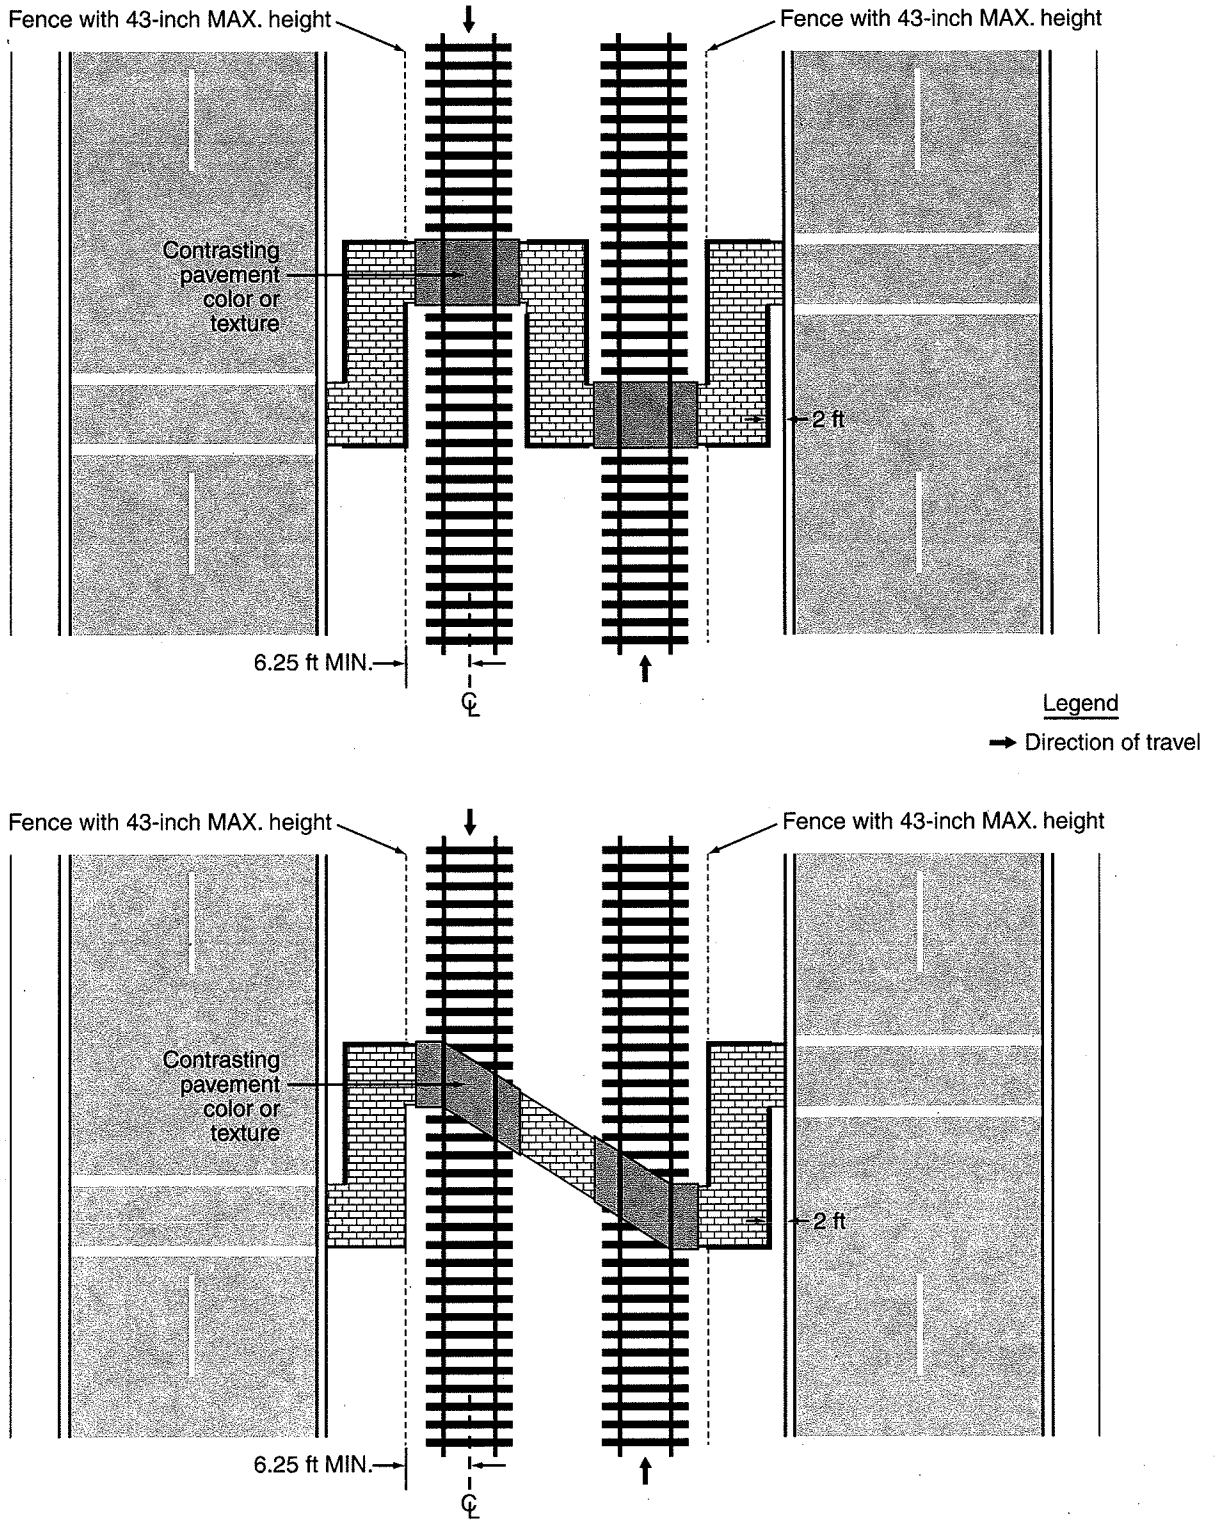 Fence with 43-inch MAX. height
Fence with 43-inch MAX. height
Contrasting
pavement
color or
texture
2 ft
6.25 ft MIN.
℄
Legend
Direction of travel
Fence with 43-inch MAX. height
Fence with 43-inch MAX. height
Contrasting
pavement
color or
texture
2 ft
6.25 ft MIN.
℄